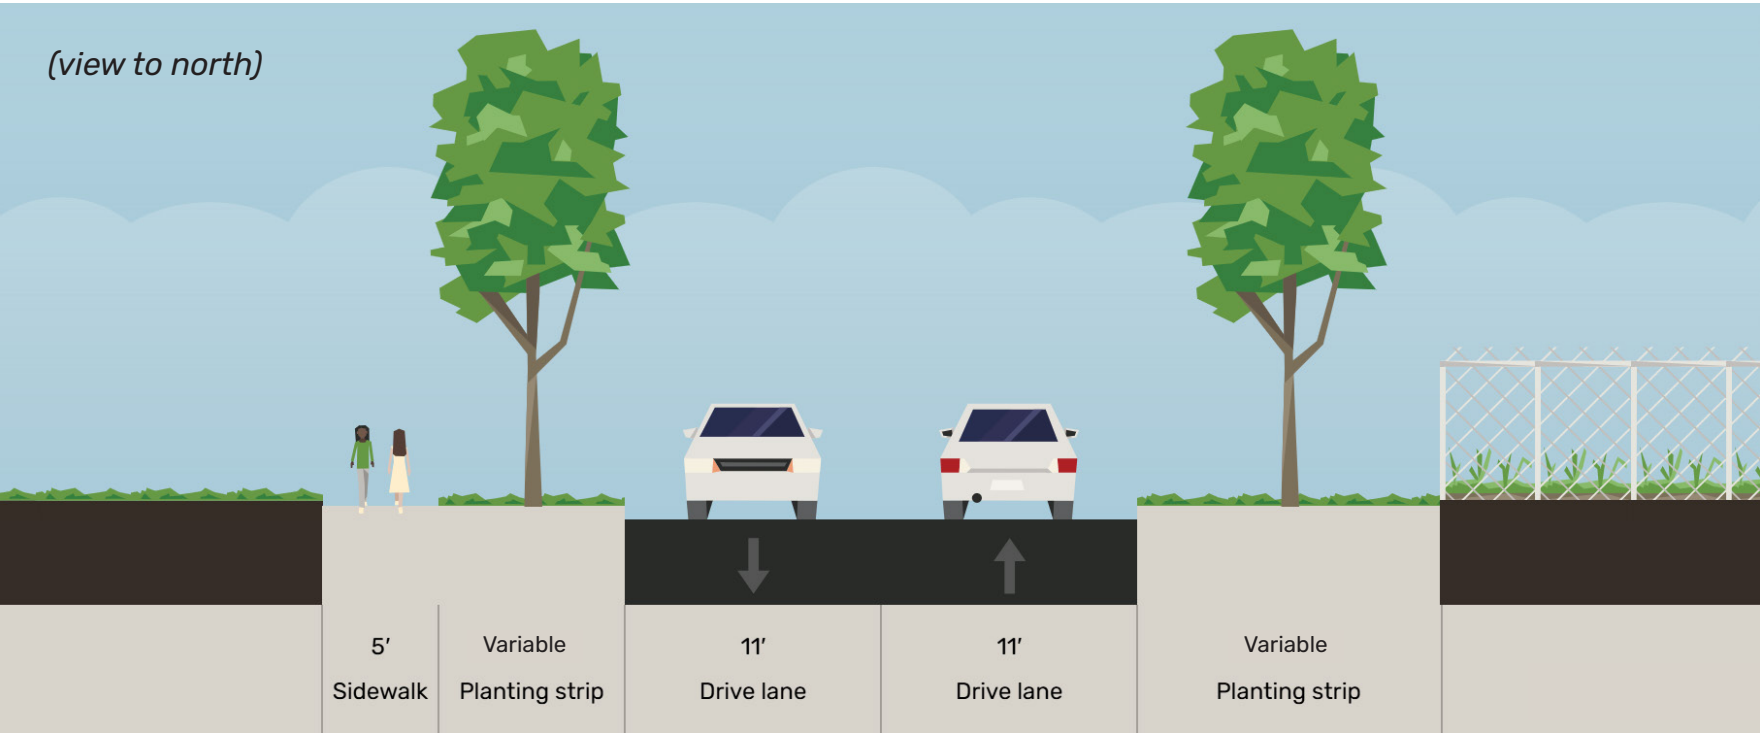 (view to north)
5′
Sidewalk
Variable
Planting strip
11′
Drive lane
11′
Drive lane
Variable
Planting strip